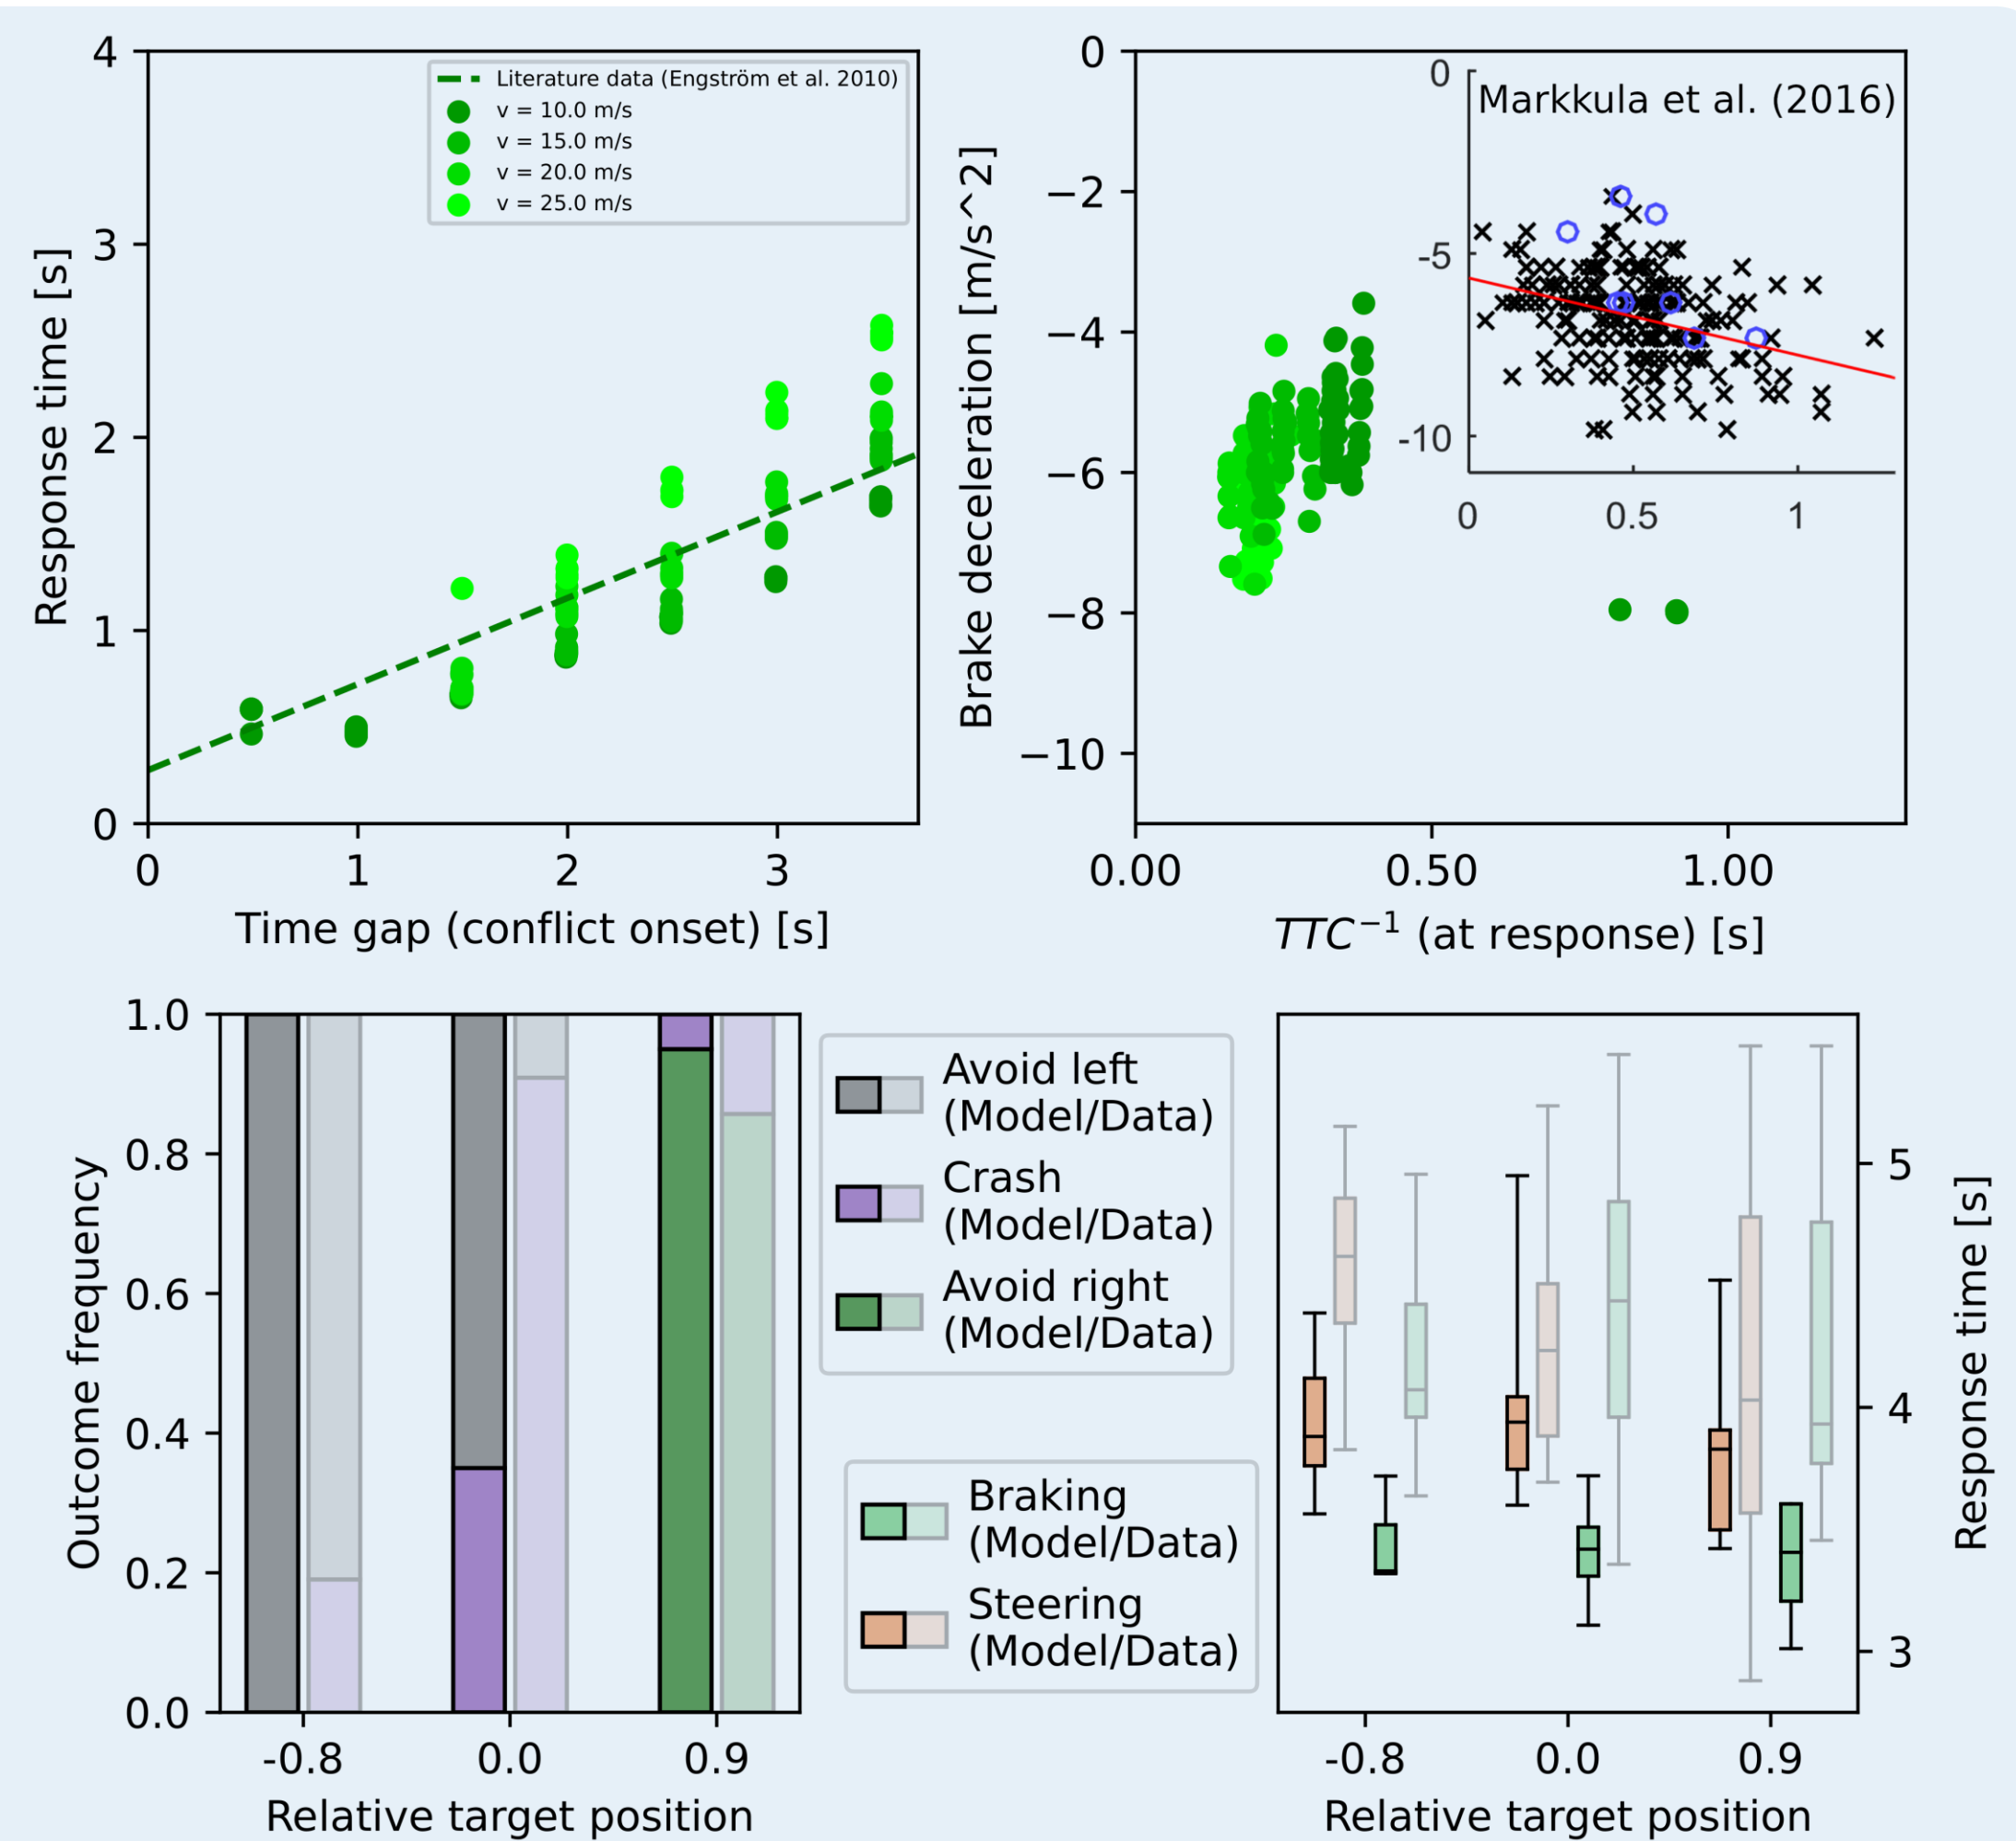 4
3
2
1
0
Response time [s]
Literature data (Engström et al. 2010)
v = 10.0 m/s
v = 15.0 m/s
v = 20.0 m/s
v = 25.0 m/s
0
1
2
3
Time gap (conflict onset) [s]
0
−2
−4
−6
−8
−10
Brake deceleration [m/s^2]
Markkula et al. (2016)
0
-5
-10
0
0.5
1
0.00
0.50
1.00
TTC⁻¹ (at response) [s]
1.0
0.8
0.6
0.4
0.2
0.0
Outcome frequency
-0.8
0.0
0.9
Relative target position
Avoid left
(Model/Data)
Crash
(Model/Data)
Avoid right
(Model/Data)
Braking
(Model/Data)
Steering
(Model/Data)
5
4
3
Response time [s]
-0.8
0.0
0.9
Relative target position